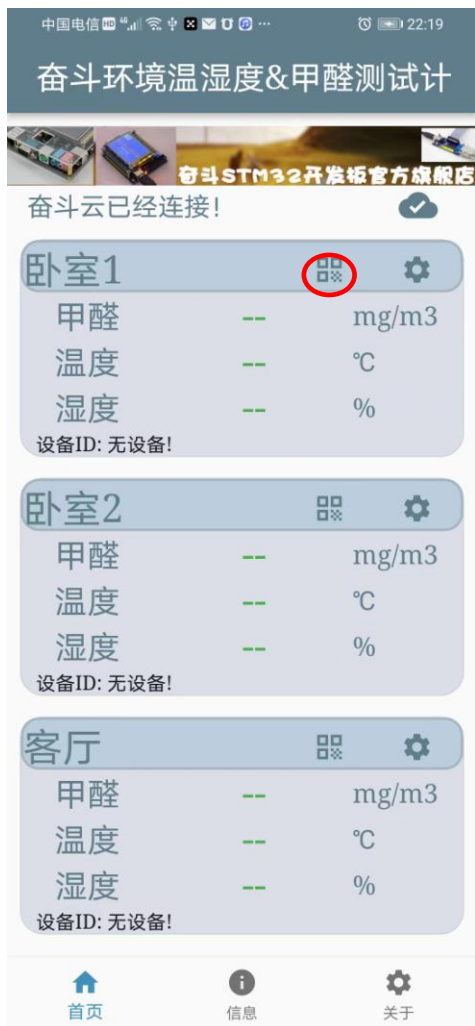 中国电信 HD 46 22:19
奋斗环境温湿度&甲醛测试计
奋斗STM32开发板官方旗舰店
奋斗云已经连接!
卧室1
甲醛 -- mg/m3
温度 -- ℃
湿度 -- %
设备ID: 无设备!
卧室2
甲醛 -- mg/m3
温度 -- ℃
湿度 -- %
设备ID: 无设备!
客厅
甲醛 -- mg/m3
温度 -- ℃
湿度 -- %
设备ID: 无设备!
首页 信息 关于